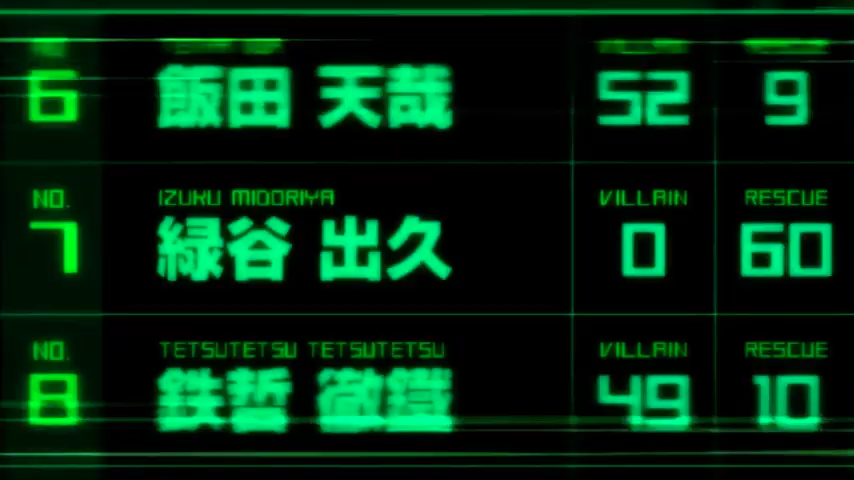 6 飯田 天哉 52 9
NO. IZUKU MIDORIYA VILLAIN RESCUE
7 緑谷 出久 0 60
NO. TETSUTETSU TETSUTETSU VILLAIN RESCUE
8 鉄哲 徹鐵 49 10